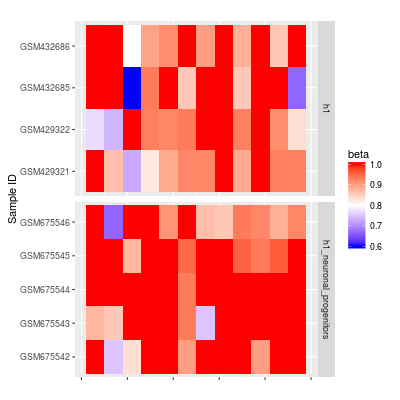 GSM432686
GSM432685
GSM429322
GSM429321
h1
GSM675546
GSM675545
GSM675544
GSM675543
GSM675542
h1_neuronal_progenitors
Sample ID
beta
1.0
0.9
0.8
0.7
0.6